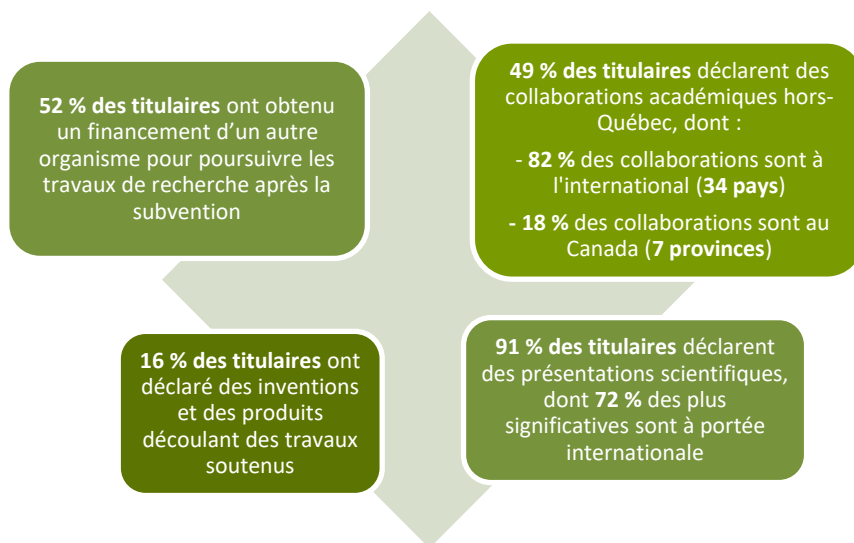 52 % des titulaires ont obtenu
un financement d’un autre
organisme pour poursuivre les
travaux de recherche après la
subvention
49 % des titulaires déclarent des
collaborations académiques hors-
Québec, dont :
- 82 % des collaborations sont à
l'international (34 pays)
- 18 % des collaborations sont au
Canada (7 provinces)
16 % des titulaires ont
déclaré des inventions
et des produits
découlant des travaux
soutenus
91 % des titulaires déclarent
des présentations scientifiques,
dont 72 % des plus
significatives sont à portée
internationale